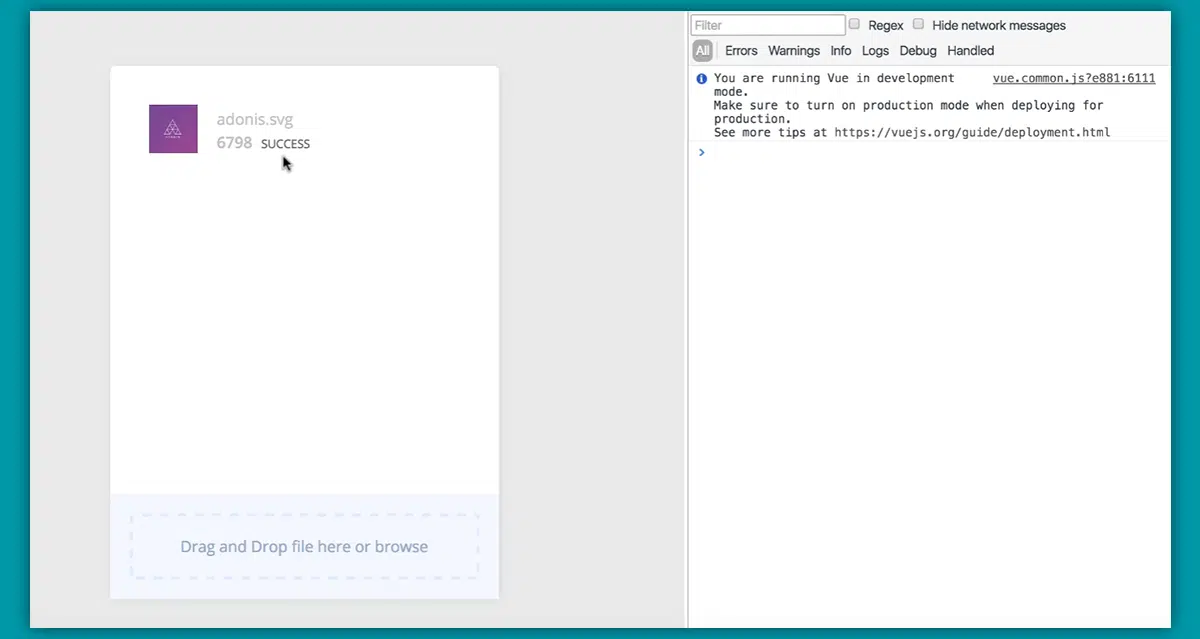 adonis.svg
6798 SUCCESS
Drag and Drop file here or browse
Filter Regex Hide network messages
All Errors Warnings Info Logs Debug Handled
You are running Vue in development vue.common.js?e881:6111
mode.
Make sure to turn on production mode when deploying for
production.
See more tips at https://vuejs.org/guide/deployment.html